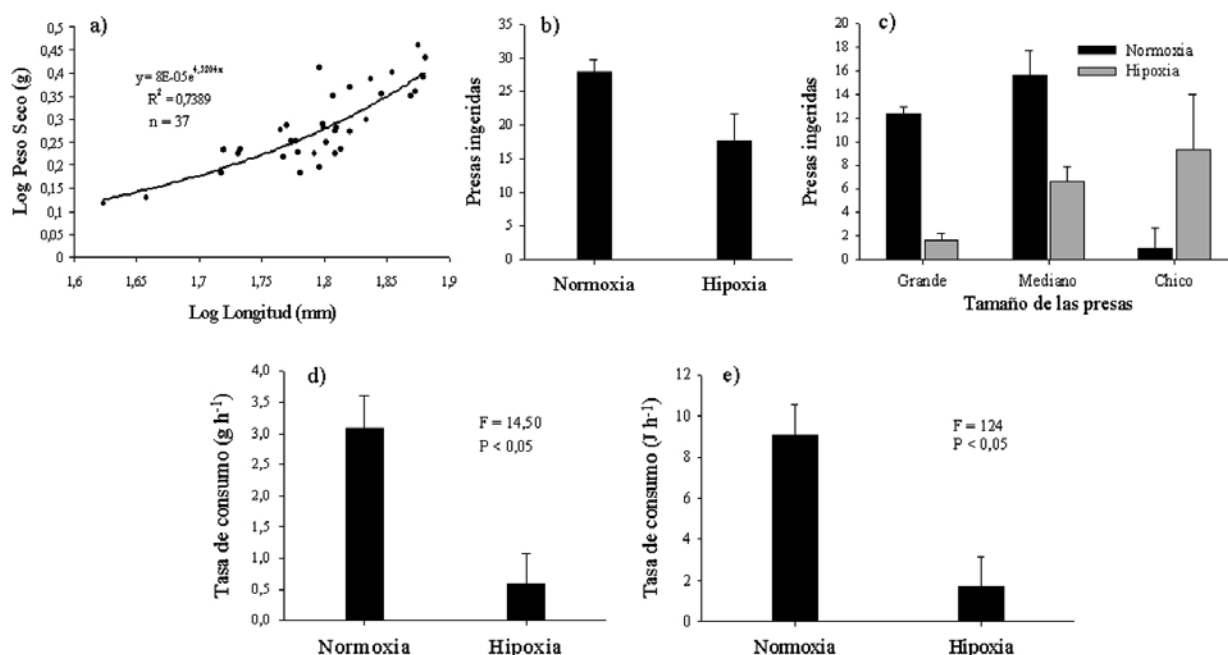 a)
Log Peso Seco (g)
0,5
0,45
0,4
0,35
0,3
0,25
0,2
0,15
0,1
0,05
0
y= 8E-05e4,5204x
R2 = 0,7389
n = 37
1,6
1,7
1,75
1,8
1,85
1,9
Log Longitud (mm)
b)
Presas ingeridas
35
30
25
20
15
10
5
0
Normoxia
Hipoxia
c)
Presas ingeridas
20
18
16
14
12
10
8
6
4
2
0
Normoxia
Hipoxia
Grande
Mediano
Chico
Tamaño de las presas
d)
Tasa de consumo (g h-1)
4,0
3,5
3,0
2,5
2,0
1,5
1,0
0,5
0,0
F = 14,50
P < 0,05
Normoxia
Hipoxia
e)
Tasa de consumo (J h-1)
12
10
8
6
4
2
0
F = 124
P < 0,05
Normoxia
Hipoxia